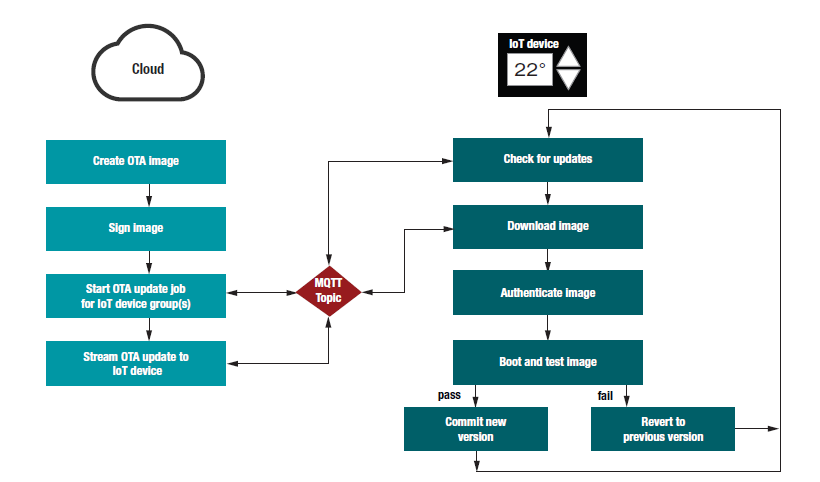 Cloud
IoT device
22°
Create OTA image
Sign image
Start OTA update job
for IoT device group(s)
Stream OTA update to
IoT device
MQTT
Topic
Check for updates
Download image
Authenticate image
Boot and test image
pass
fail
Commit new
version
Revert to
previous version